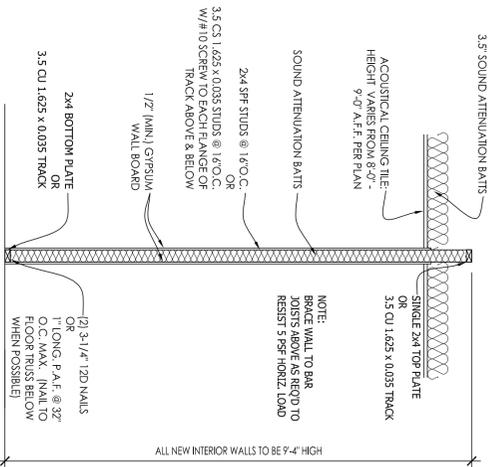 3.5" SOUND ATTENUATION BATTS
ACOUSTICAL CEILING TILE:
HEIGHT VARIES FROM 8'-0" -
9'-0" A.F.F. PER PLAN
SOUND ATTENUATION BATTS
2x4 SPF STUDS @ 16"O.C.
OR
3.5 CS 1.625 x 0.035 STUDS @ 16"O.C.
W/#10 SCREW TO EACH FLANGE OF
TRACK ABOVE & BELOW
1/2" (MIN.) GYPSUM
WALL BOARD
2x4 BOTTOM PLATE
OR
3.5 CU 1.625 x 0.035 TRACK
SINGLE 2x4 TOP PLATE
OR
3.5 CU 1.625 x 0.035 TRACK
NOTE:
BRACE WALL TO BAR
JOISTS ABOVE AS REQ'D TO
RESIST 5 PSF HORIZ. LOAD
(2) 3-1/4" 12D NAILS
OR
1" LONG. P.A.F. @ 32"
O.C. MAX. (NAIL TO
FLOOR TRUSS BELOW
WHEN POSSIBLE)
ALL NEW INTERIOR WALLS TO BE 9'-4" HIGH